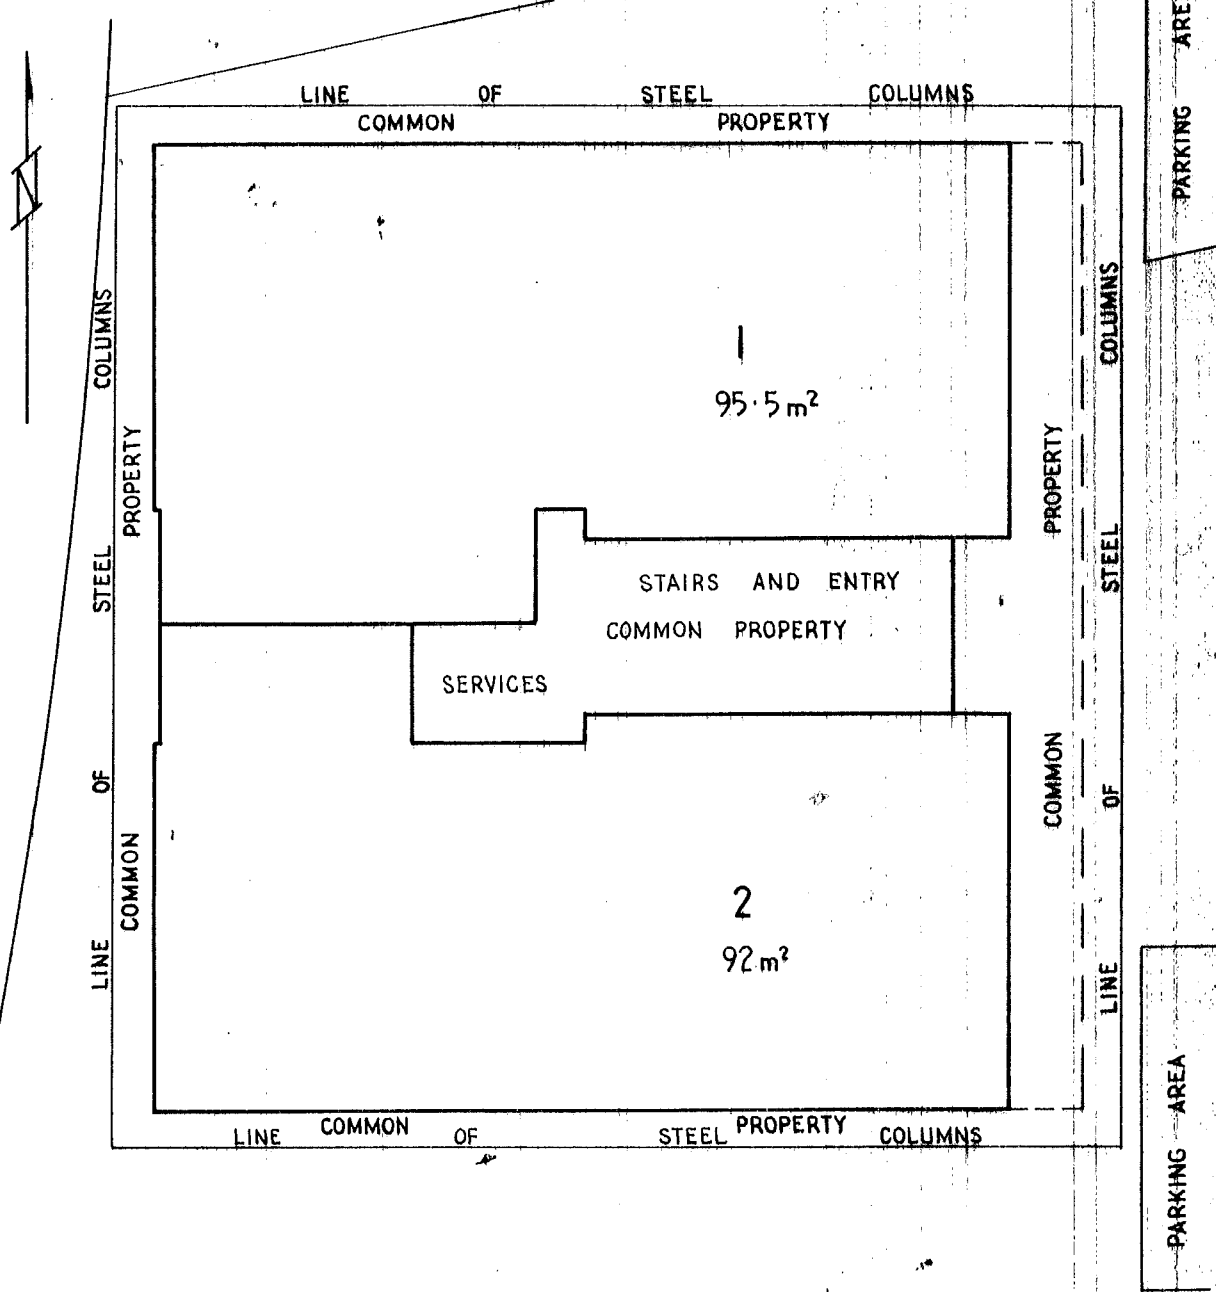 LINE OF STEEL COLUMNS
COMMON PROPERTY
PARKING AREA
LINE OF STEEL COLUMNS
COMMON PROPERTY
1
95·5 m²
STAIRS AND ENTRY
COMMON PROPERTY
SERVICES
COMMON PROPERTY
LINE OF STEEL COLUMNS
2
92 m²
COMMON PROPERTY
LINE OF STEEL COLUMNS
PARKING AREA